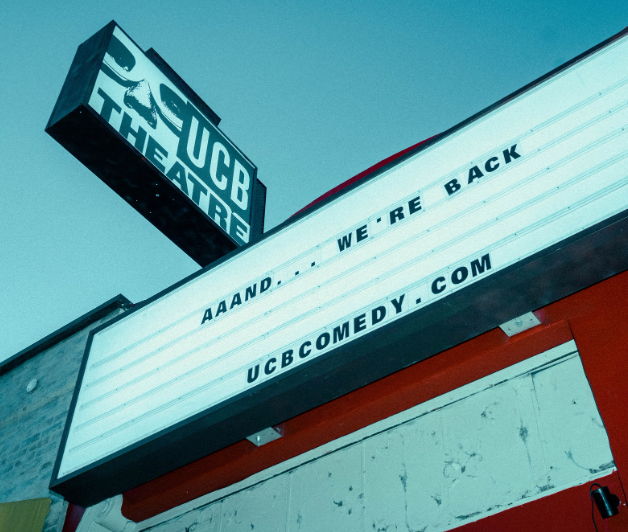 UCB
THEATRE
AAAND... WE'RE BACK
UCBCOMEDY.COM